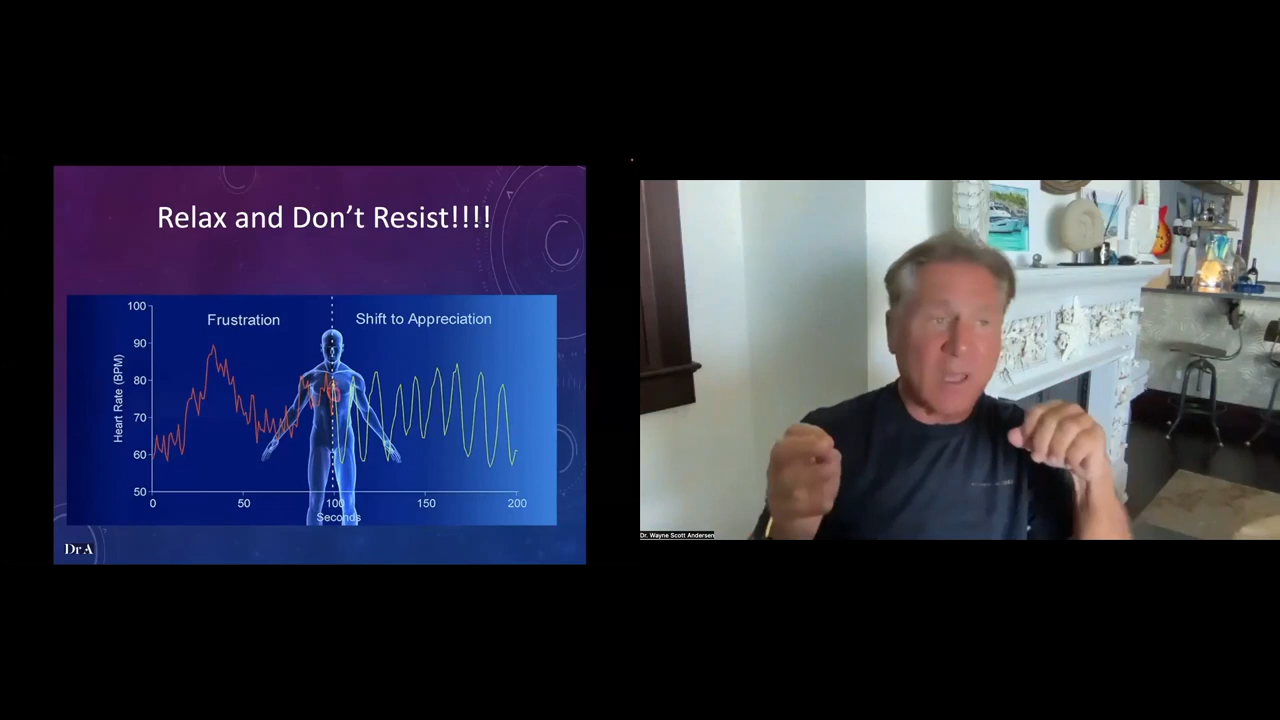 Relax and Don’t Resist!!!!
Frustration
Shift to Appreciation
Heart Rate (BPM)
100
90
80
70
60
50
0
50
100
150
200
Seconds
Dr A
Dr. Wayne Scott Andersen